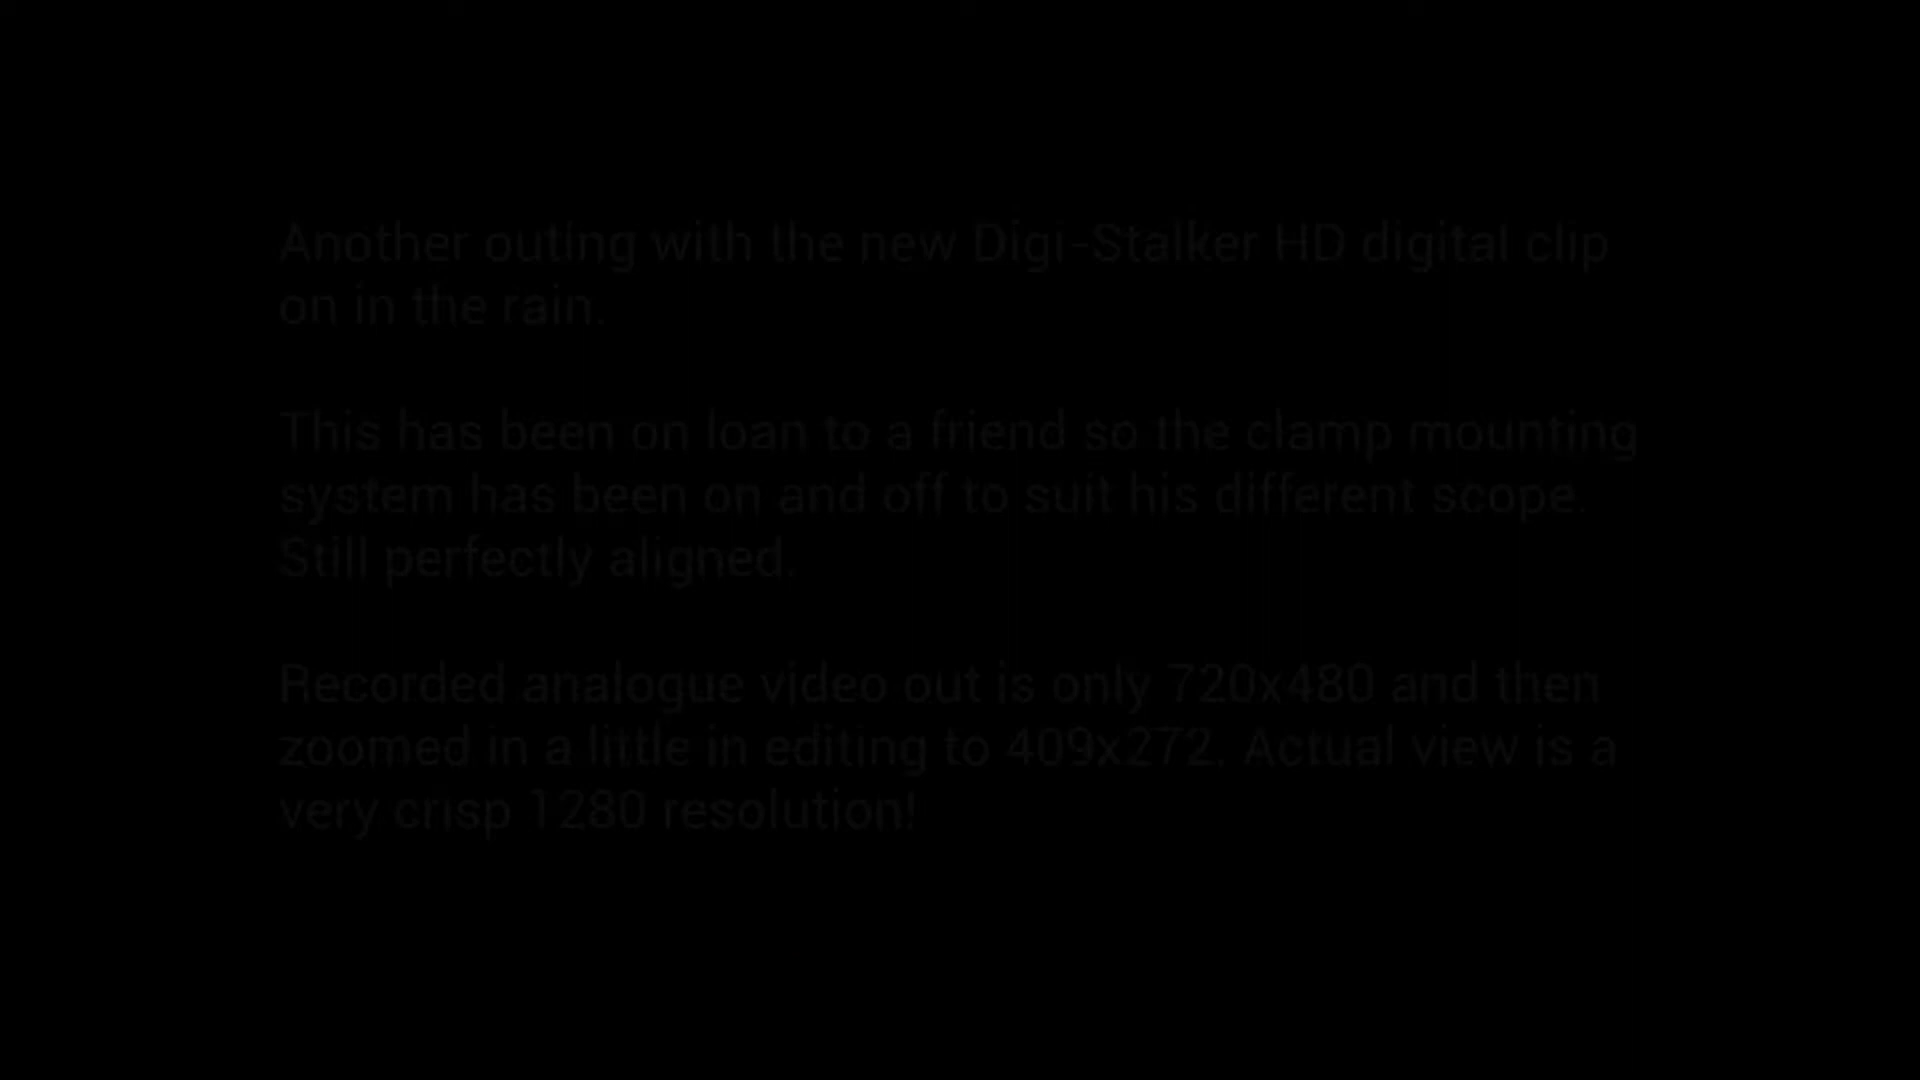 Another outing with the new Digi-Stalker HD digital clip
on in the rain.
This has been on loan to a friend so the clamp mounting
system has been on and off to suit his different scope.
Still perfectly aligned.
Recorded analogue video out is only 720x480 and then
zoomed in a little in editing to 409x272. Actual view is a
very crisp 1280 resolution!